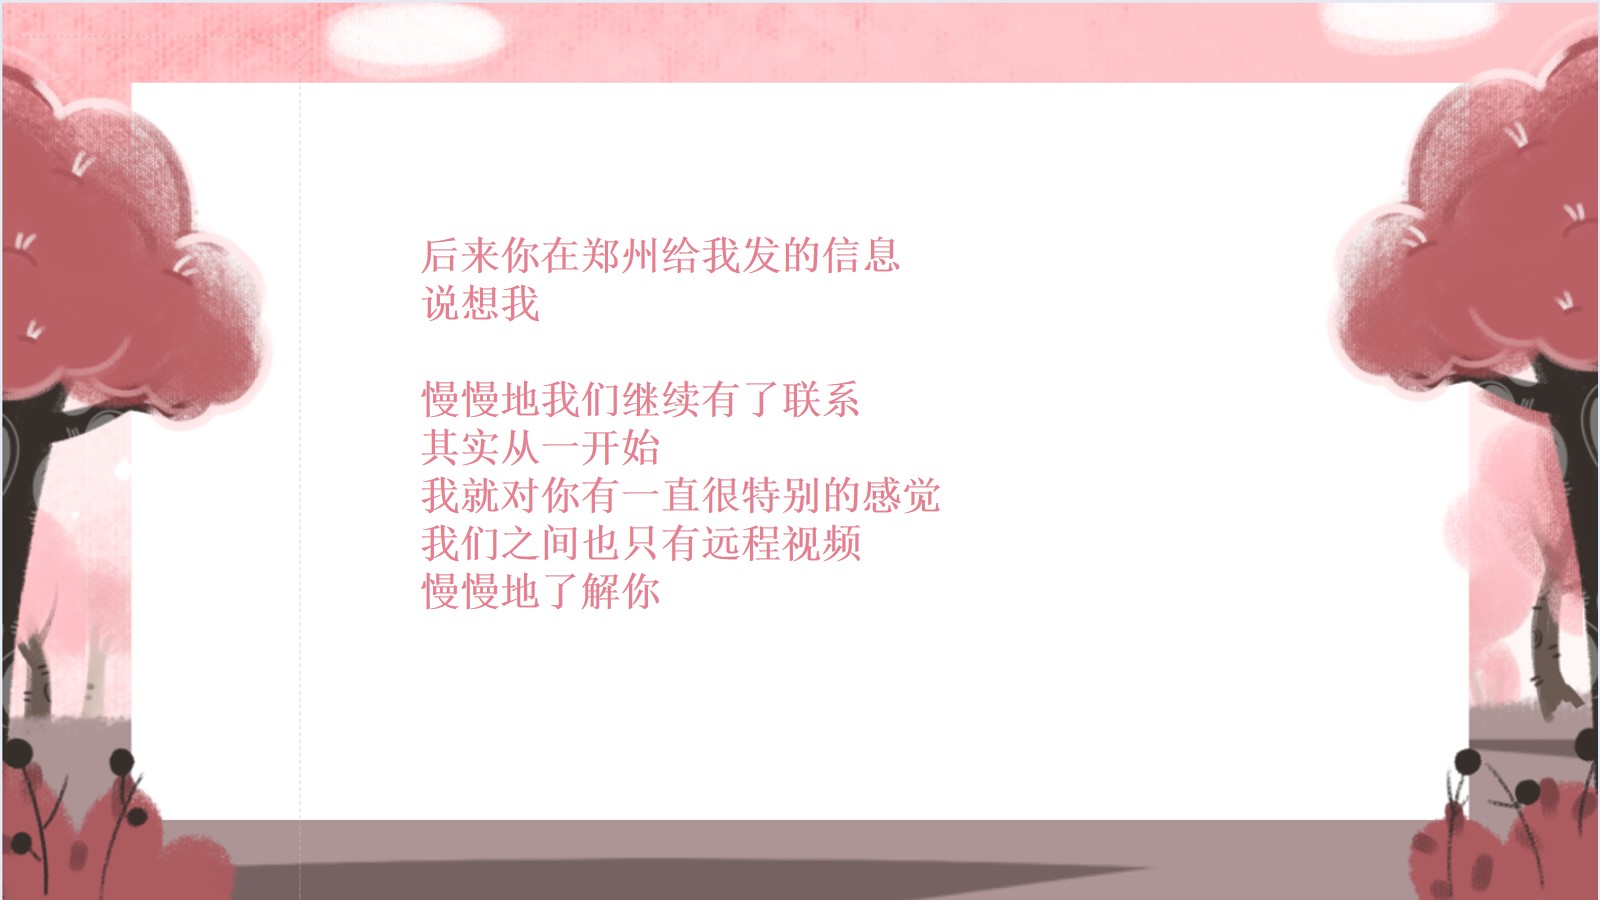 后来你在郑州给我发的信息
说想我
慢慢地我们继续有了联系
其实从一开始
我就对你有一直很特别的感觉
我们之间也只有远程视频
慢慢地了解你